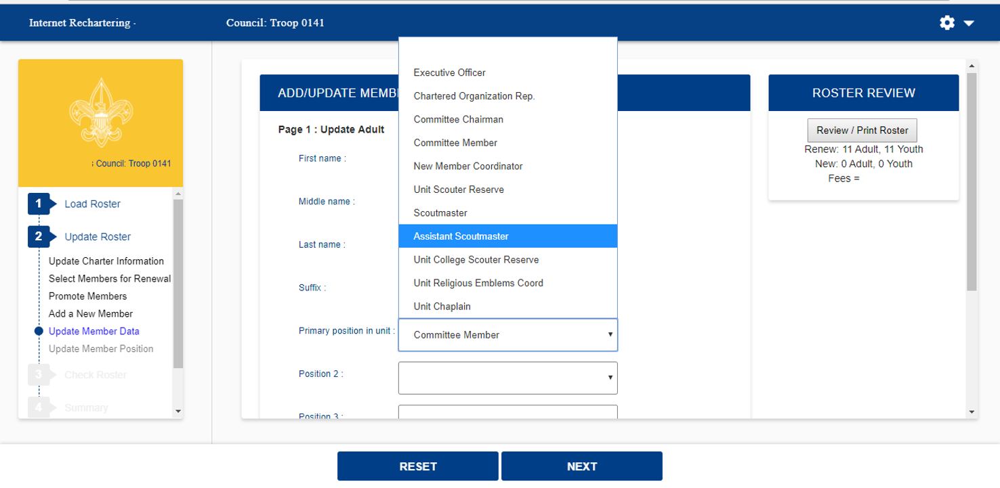 Internet Rechartering -
Council: Troop 0141
: Council: Troop 0141
1 Load Roster
2 Update Roster
Update Charter Information
Select Members for Renewal
Promote Members
Add a New Member
Update Member Data
Update Member Position
3 Check Roster
4 Summary
ADD/UPDATE
Page 1 : Update Adult
First name :
Middle name :
Last name :
Suffix :
Primary position in unit :
Executive Officer
Chartered Organization Rep.
Committee Chairman
Committee Member
New Member Coordinator
Unit Scouter Reserve
Scoutmaster
Assistant Scoutmaster
Unit College Scouter Reserve
Unit Religious Emblems Coord
Unit Chaplain
Committee Member
Position 2 :
Position 3 :
ROSTER REVIEW
Review / Print Roster
Renew: 11 Adult, 11 Youth
New: 0 Adult, 0 Youth
Fees =
RESET
NEXT